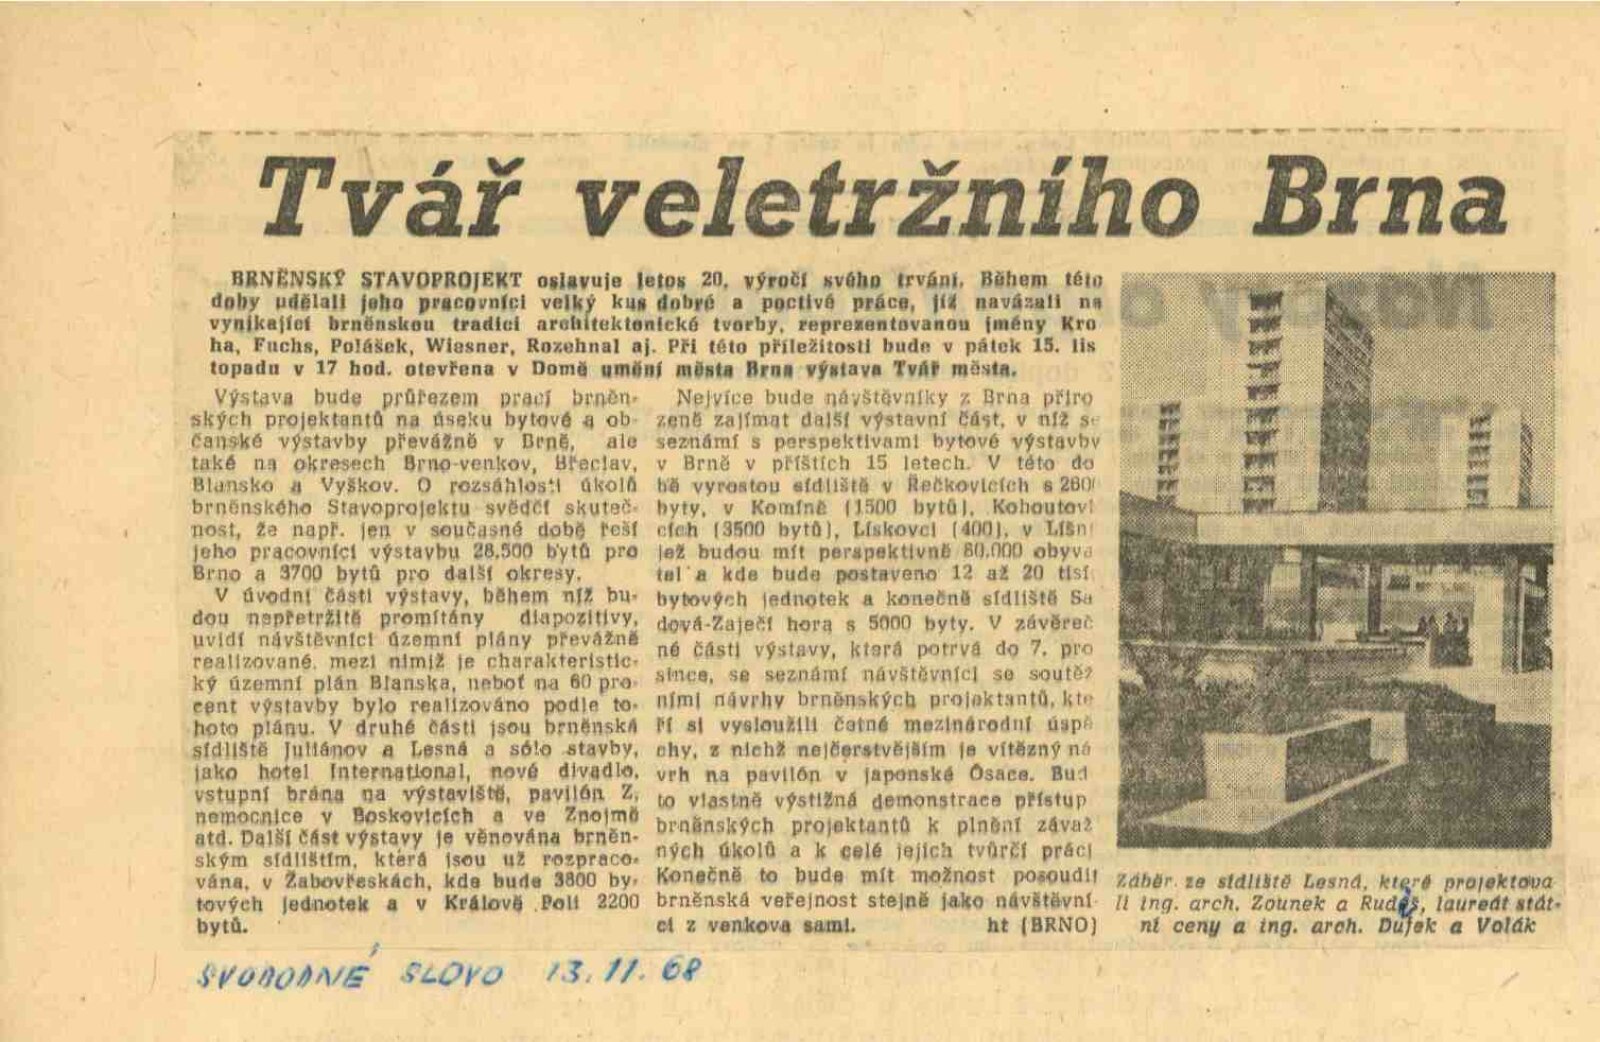 Tvář veletržního Brna
BRNĚNSKÝ STAVOPROJEKT oslavuje letos 20. výročí svého trvání. Během této
doby udělali jeho pracovníci velký kus dobré a poctivé práce, jíž navázali na
vynikající brněnskou tradici architektonické tvorby, reprezentovanou jmény Kro
ha, Fuchs, Polášek, Wiesner, Rozehnal aj. Při této příležitosti bude v pátek 15. lis
topadu v 17 hod. otevřena v Domě umění města Brna výstava Tvář města.
Výstava bude průřezem prací brněn-
ských projektantů na úseku bytové a ob-
čanské výstavby převážně v Brně, ale
také na okresech Brno-venkov, Břeclav,
Blansko a Vyškov. O rozsáhlosti úkolů
brněnského Stavoprojektu svědčí skuteč-
nost, že např. jen v současné době řeší
jeho pracovníci výstavbu 28.500 bytů pro
Brno a 3700 bytů pro další okresy.
V úvodní části výstavy, během níž bu-
dou nepřetržitě promítány diapozitivy,
uvidí návštěvníci územní plány převážně
realizované, mezi nimiž je charakteristic-
ký územní plán Blanska, neboť na 60 pro-
cent výstavby bylo realizováno podle to-
hoto plánu. V druhé části jsou brněnská
sídliště Juliánov a Lesná a sólo stavby,
jako hotel International, nové divadlo,
vstupní brána na výstaviště, pavilón Z,
nemocnice v Boskovicích a ve Znojmě
atd. Další část výstavy je věnována brněn-
ským sídlištím, která jsou už rozpraco-
vána, v Žabovřeskách, kde bude 3800 by-
tových jednotek a v Králově Poli 2200
bytů.
Nejvíce bude návštěvníky z Brna přiro
zeně zajímat další výstavní část, v níž se
seznámí s perspektivami bytové výstavby
v Brně v příštích 15 letech. V této do
bě vyrostou sídliště v Řečkovicích s 2600
byty, v Komíně (1500 bytů), Kohoutovi
cích (3500 bytů), Lískovci (400), v Líšni
jež budou mít perspektivně 80.000 obyva
tel a kde bude postaveno 12 až 20 tisí
bytových jednotek a konečně sídliště Sa
dová-Zaječí hora s 5000 byty. V závěreč
né části výstavy, která potrvá do 7. pro
since, se seznámí návštěvníci se soutěž
ními návrhy brněnských projektantů, kte
ří si vysloužili četné mezinárodní úspě
chy, z nichž nejčerstvějším je vítězný ná
vrh na pavilón v japonské Ósace. Bud
to vlastně výstižná demonstrace přístup
brněnských projektantů k plnění závaž
ných úkolů a k celé jejich tvůrčí práci
Konečně to bude mít možnost posoudit
brněnská veřejnost stejně jako návštěvní
ci z venkova sami. ht (BRNO)
Záběr ze sídliště Lesná, které projektova
li ing. arch. Zounek a Rudiš, laureát stát-
ní ceny a ing. arch. Dufek a Volák
SVOBODNÉ SLOVO 13. 11. 68